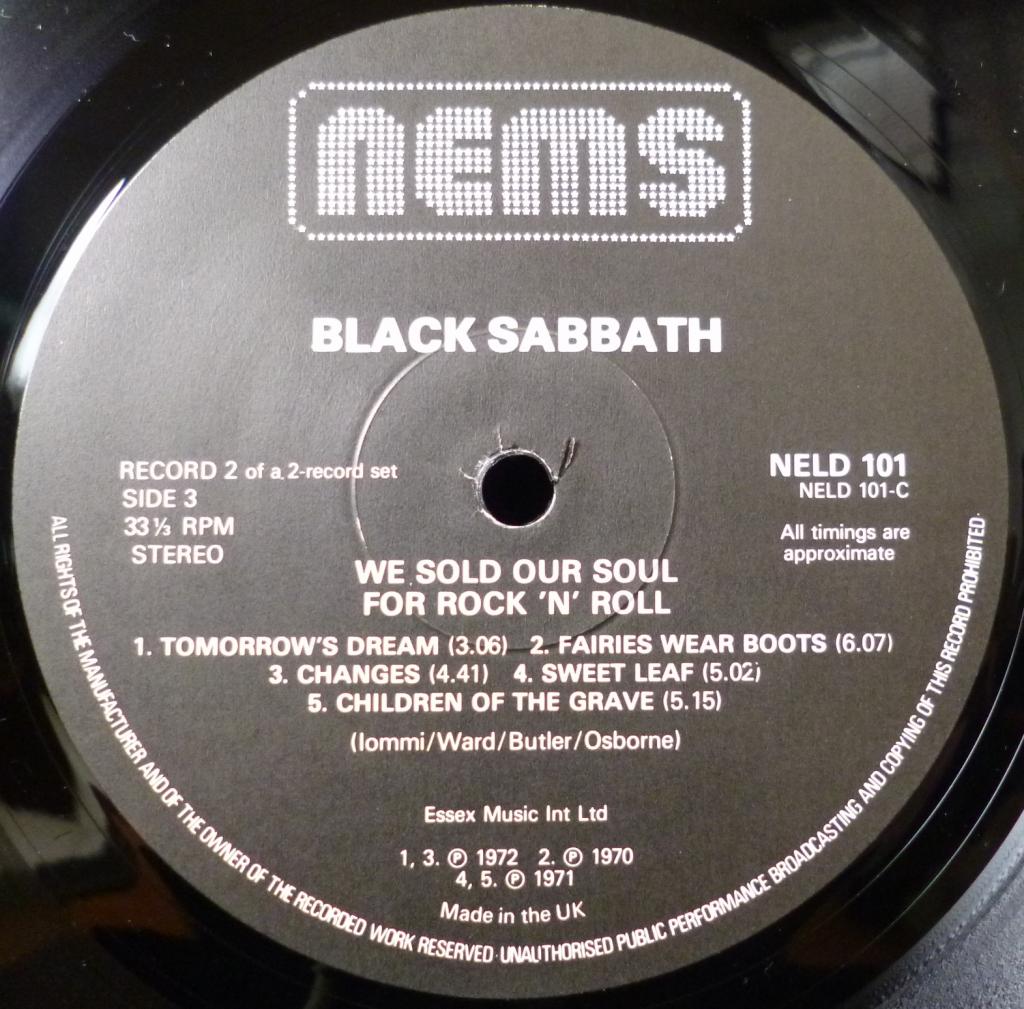 nems
BLACK SABBATH
RECORD 2 of a 2-record set
SIDE 3
33⅓ RPM
STEREO
NELD 101
NELD 101-C
All timings are
approximate
WE SOLD OUR SOUL
FOR ROCK 'N' ROLL
1. TOMORROW'S DREAM (3.06) 2. FAIRIES WEAR BOOTS (6.07)
3. CHANGES (4.41) 4. SWEET LEAF (5.02)
5. CHILDREN OF THE GRAVE (5.15)
(Iommi/Ward/Butler/Osborne)
Essex Music Int Ltd
1, 3. ℗ 1972 2. ℗ 1970
4, 5. ℗ 1971
Made in the UK
ALL RIGHTS OF THE MANUFACTURER AND OF THE OWNER OF THE RECORDED WORK RESERVED · UNAUTHORISED PUBLIC PERFORMANCE BROADCASTING AND COPYING OF THIS RECORD PROHIBITED ·